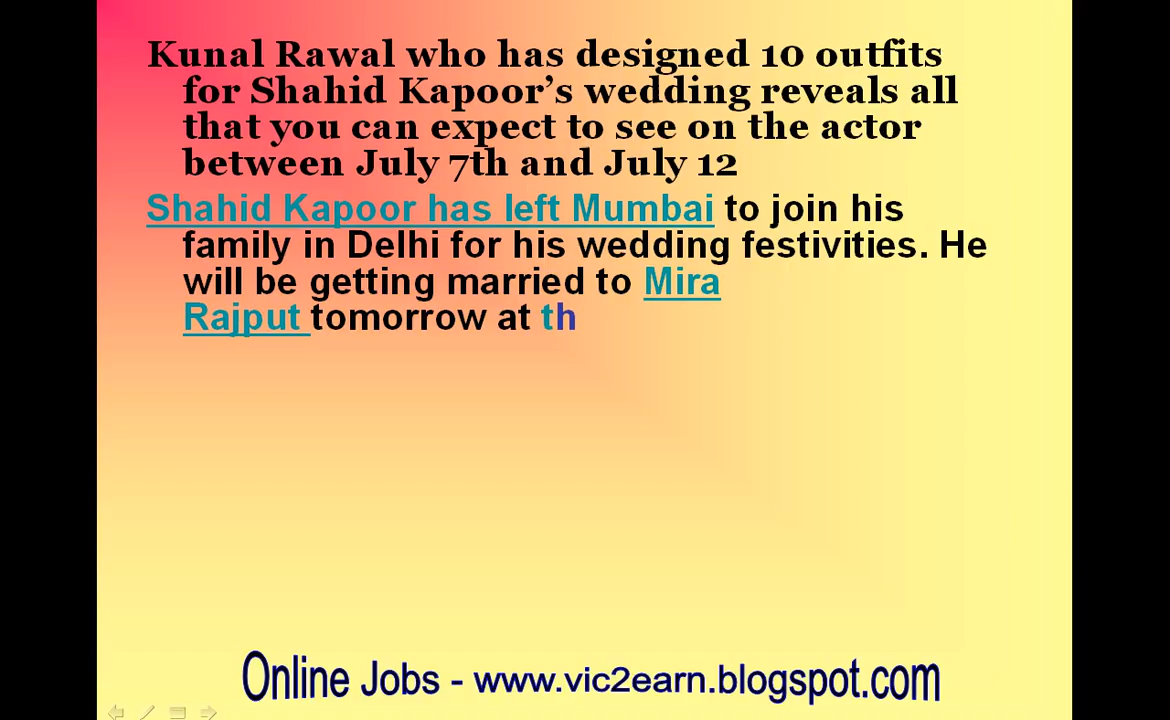 Kunal Rawal who has designed 10 outfits
for Shahid Kapoor’s wedding reveals all
that you can expect to see on the actor
between July 7th and July 12
Shahid Kapoor has left Mumbai to join his
family in Delhi for his wedding festivities. He
will be getting married to Mira
Rajput tomorrow at th
Online Jobs - www.vic2earn.blogspot.com